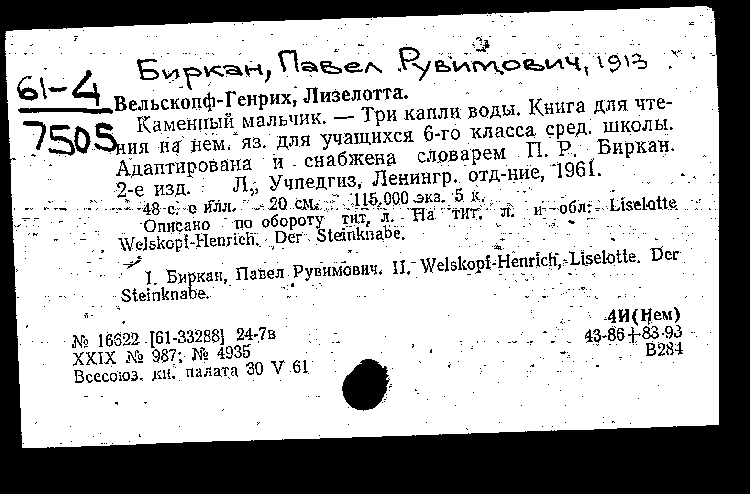 Биркан, Павел Рувимович, 1913
61-4
7505
Вельскопф-Генрих, Лизелотта.
Каменный мальчик. — Три капли воды. Книга для чте-
ния на нем. яз. для учащихся 6-го класса сред. школы.
Адаптирована и снабжена словарем П. Р. Биркан.
2-е изд. Л., Учпедгиз, Ленингр. отд-ние, 1961.
48 с. с илл. 20 см. 115.000 экз. 5 к.
Описано по обороту тит. л. На тит. л. и обл: Liselotte
Welskopf-Henrich. Der Steinknabe.
I. Биркан, Павел Рувимович. II. Welskopf-Henrich, Liselotte. Der
Steinknabe.
4И(Нем)
№ 16622 [61-33288] 24-7в 43-86+83-93
XXIX № 987; № 4935 В284
Всесоюз. кн. палата 30 V 61